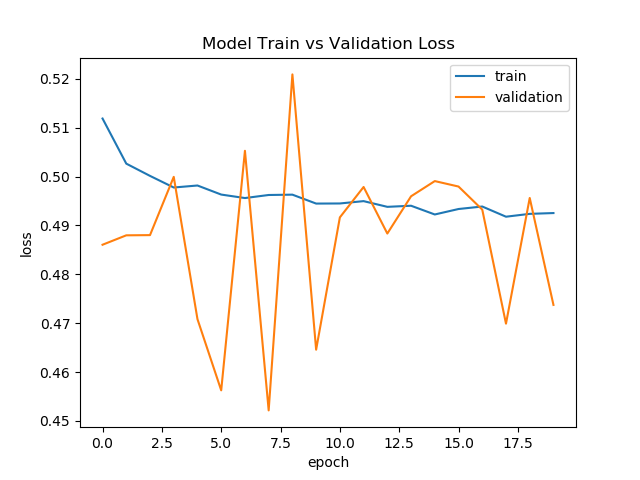 Model Train vs Validation Loss
train
validation
0.52
0.51
0.50
0.49
0.48
0.47
0.46
0.45
loss
0.0 2.5 5.0 7.5 10.0 12.5 15.0 17.5
epoch